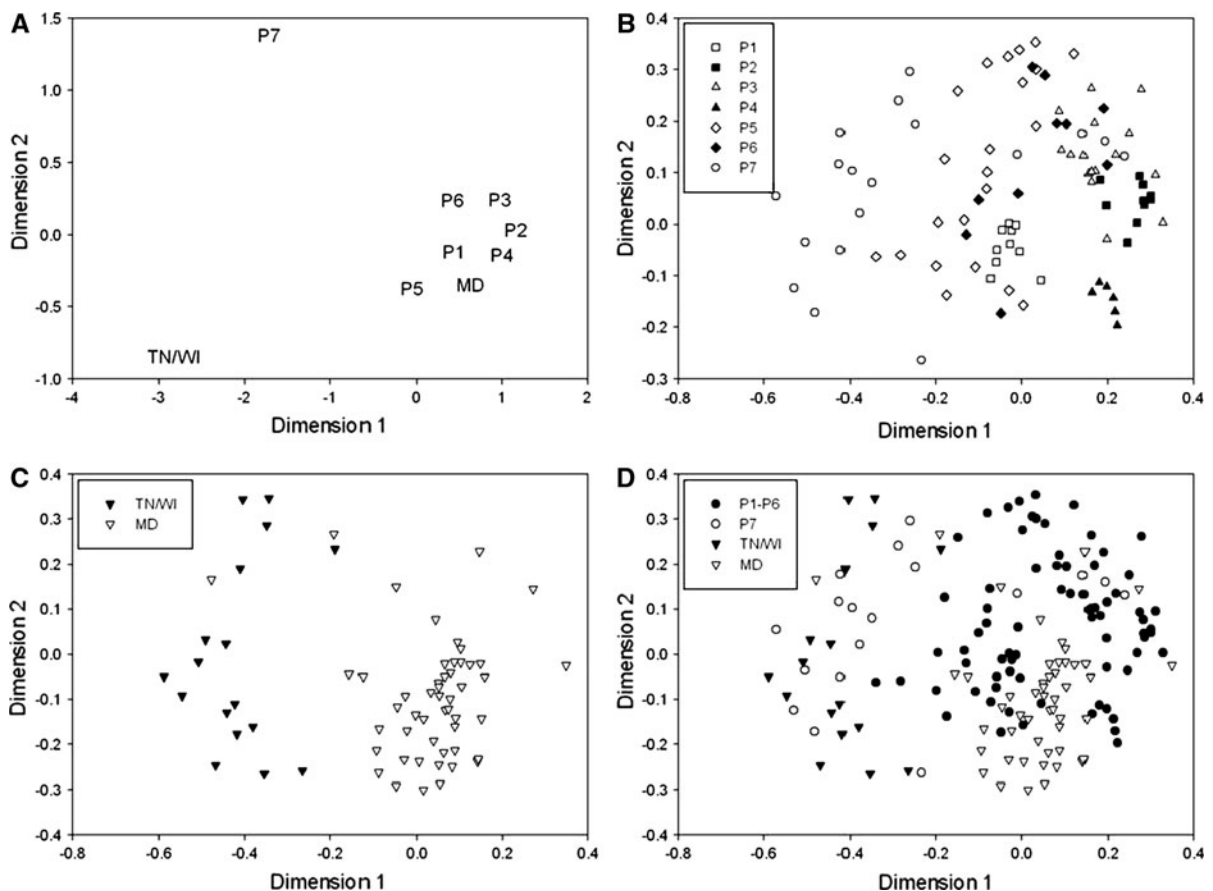 A
1.5
1.0
0.5
0.0
-0.5
-1.0
Dimension 2
P7
P6 P3
P2
P1 P4
P5 MD
TN/WI
-4 -3 -2 -1 0 1 2
Dimension 1
B
0.4
0.3
0.2
0.1
0.0
-0.1
-0.2
-0.3
Dimension 2
P1
P2
P3
P4
P5
P6
P7
-0.8 -0.6 -0.4 -0.2 0.0 0.2 0.4
Dimension 1
C
0.4
0.3
0.2
0.1
0.0
-0.1
-0.2
-0.3
-0.4
Dimension 2
TN/WI
MD
-0.8 -0.6 -0.4 -0.2 0.0 0.2 0.4
Dimension 1
D
0.4
0.3
0.2
0.1
0.0
-0.1
-0.2
-0.3
-0.4
Dimension 2
P1-P6
P7
TN/WI
MD
-0.8 -0.6 -0.4 -0.2 0.0 0.2 0.4
Dimension 1